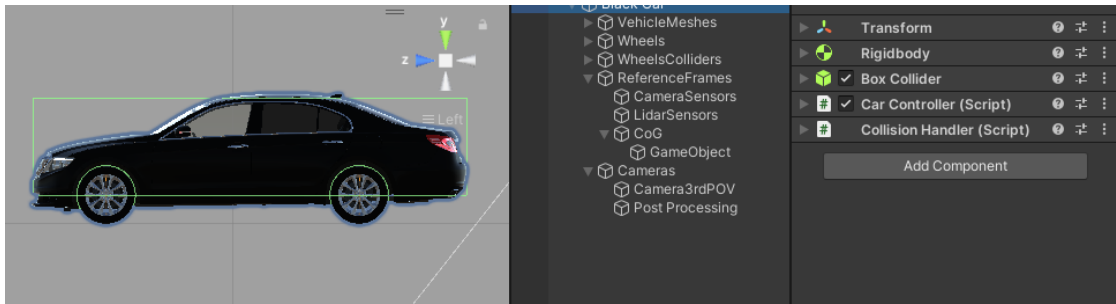 y
z
Left
Black Car
VehicleMeshes
Wheels
WheelsColliders
ReferenceFrames
CameraSensors
LidarSensors
CoG
GameObject
Cameras
Camera3rdPOV
Post Processing
Transform
Rigidbody
Box Collider
# Car Controller (Script)
# Collision Handler (Script)
Add Component